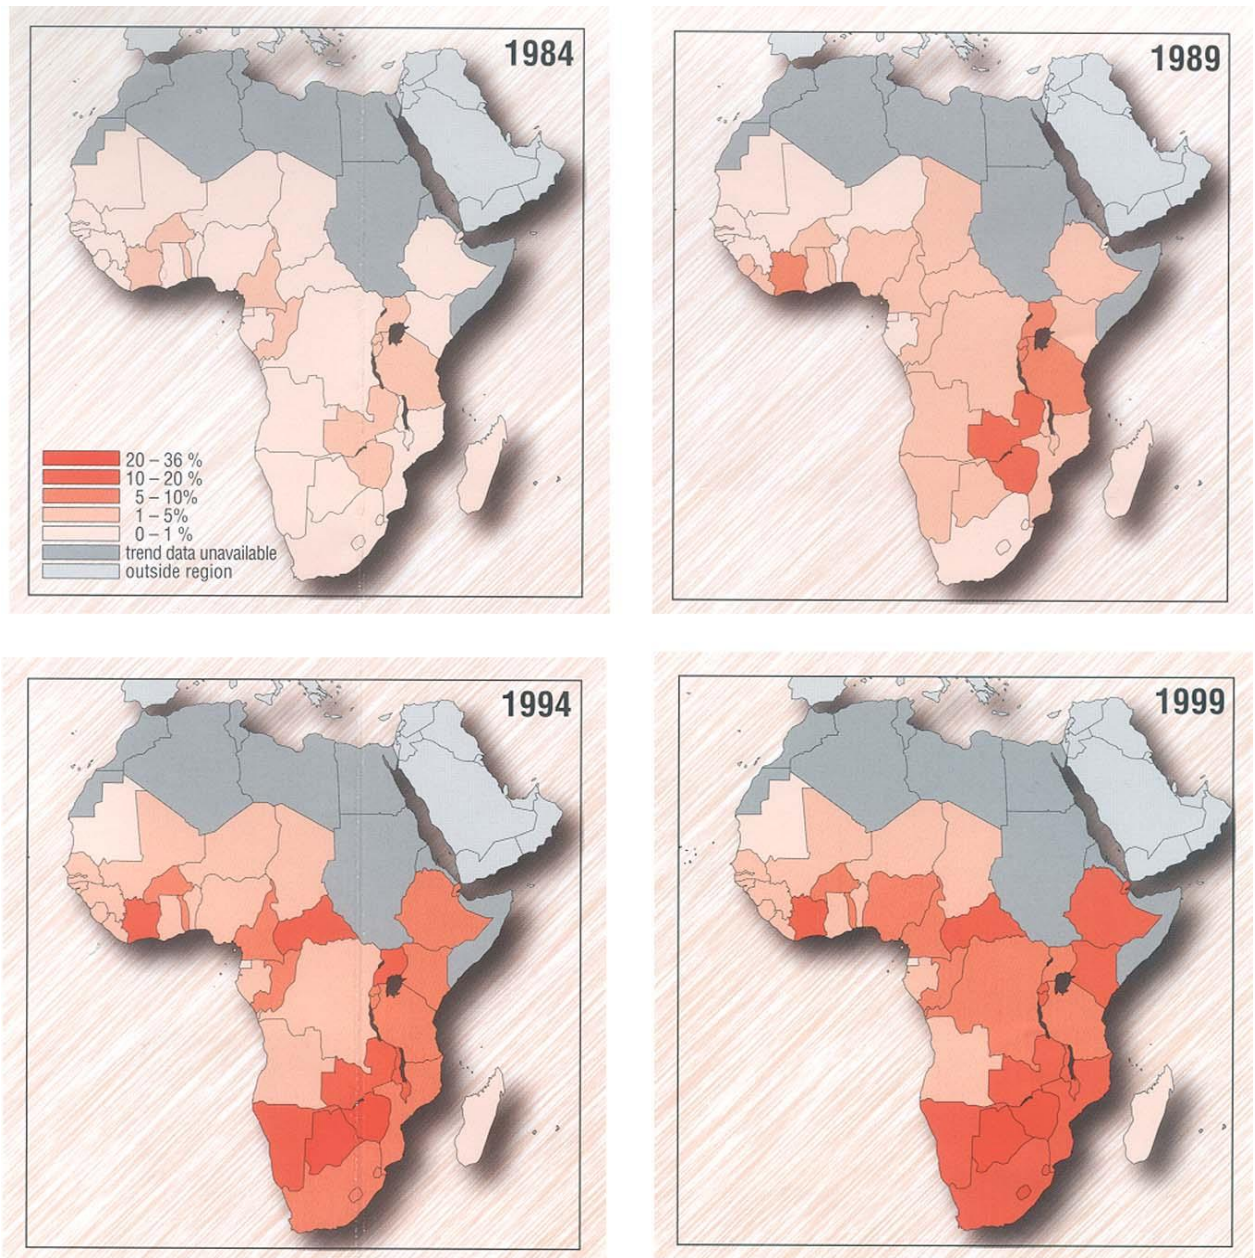 1984
1989
20 – 36 %
10 – 20 %
5 – 10%
1 – 5%
0 – 1 %
trend data unavailable
outside region
1994
1999